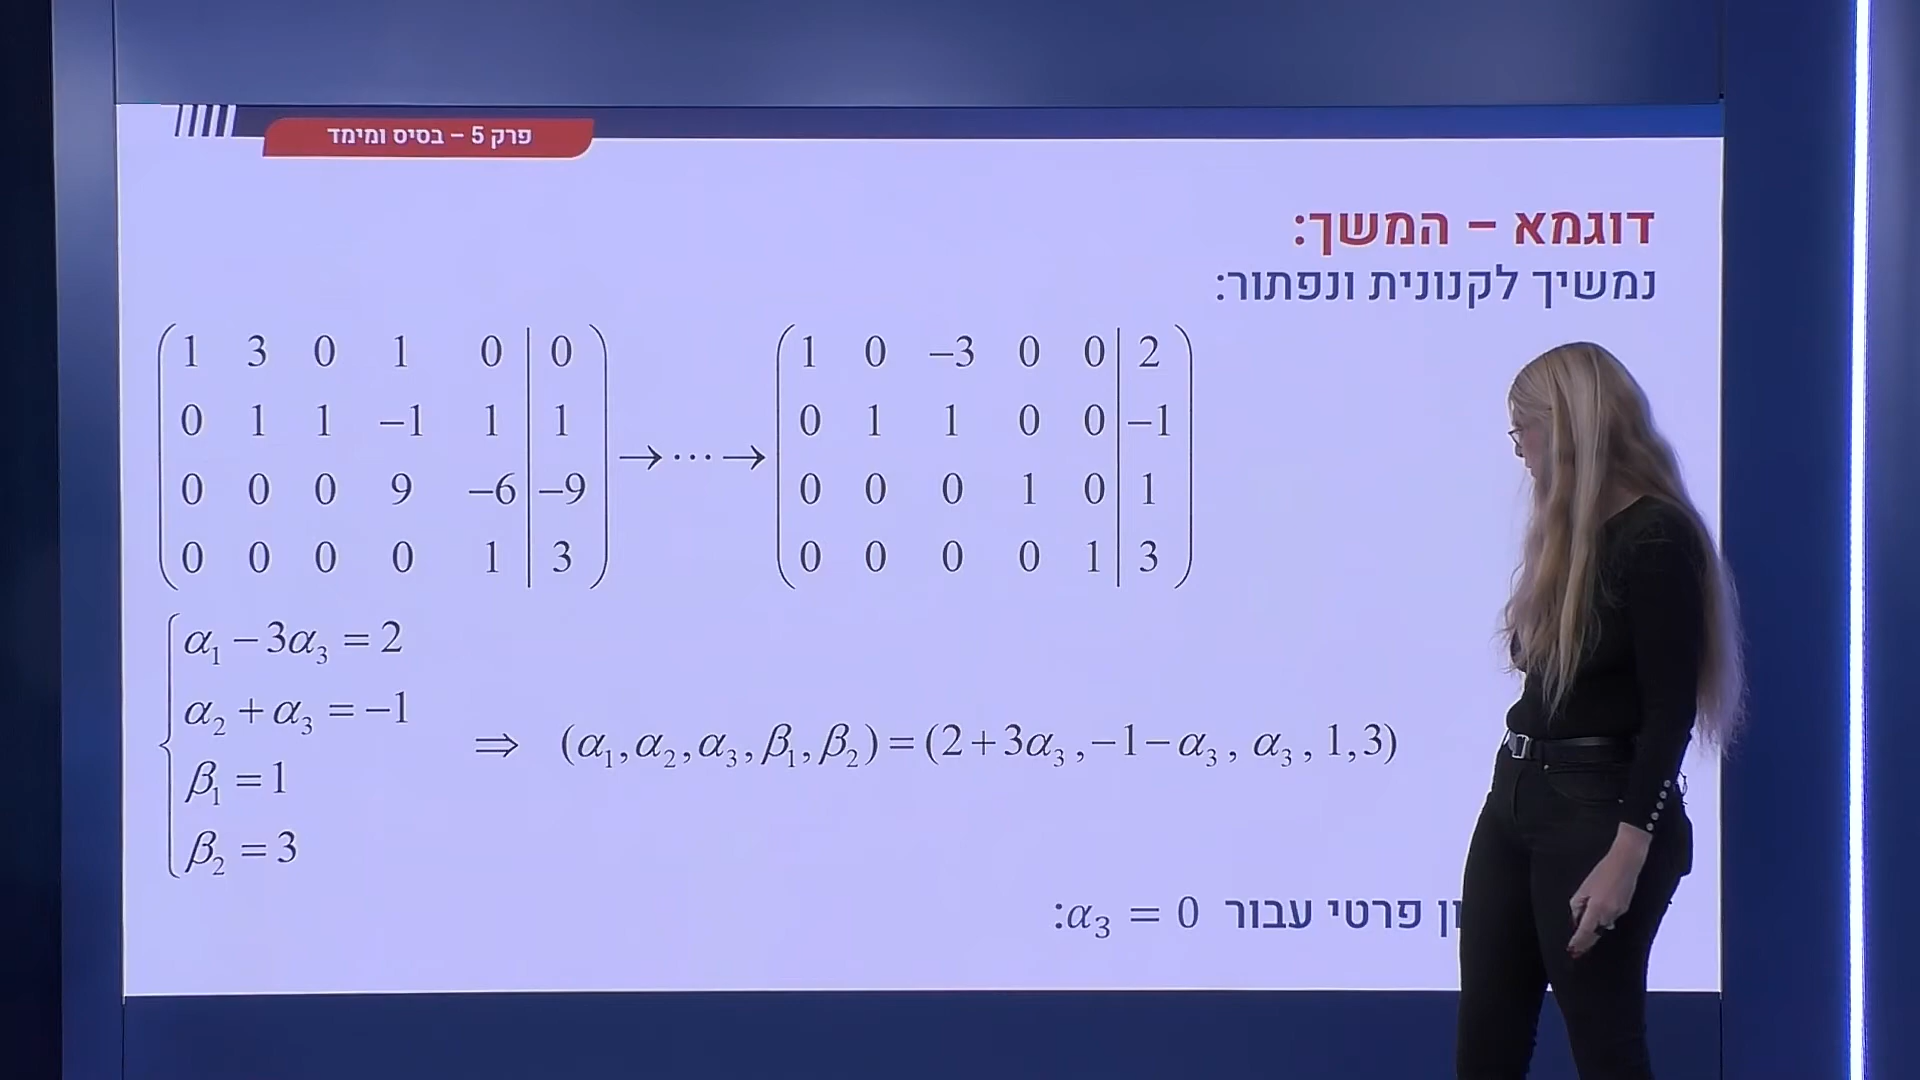 פרק 5 – בסיס ומימד
דוגמא – המשך:
נמשיך לקנונית ונפתור:
1 3 0 1 0 | 0
0 1 1 −1 1 | 1
0 0 0 9 −6 | −9
0 0 0 0 1 | 3
→⋯→
1 0 −3 0 0 | 2
0 1 1 0 0 | −1
0 0 0 1 0 | 1
0 0 0 0 1 | 3
α₁ − 3α₃ = 2
α₂ + α₃ = −1
β₁ = 1
β₂ = 3
⇒ (α₁, α₂, α₃, β₁, β₂) = (2 + 3α₃, −1 − α₃, α₃, 1, 3)
פרטי עבור α₃ = 0: